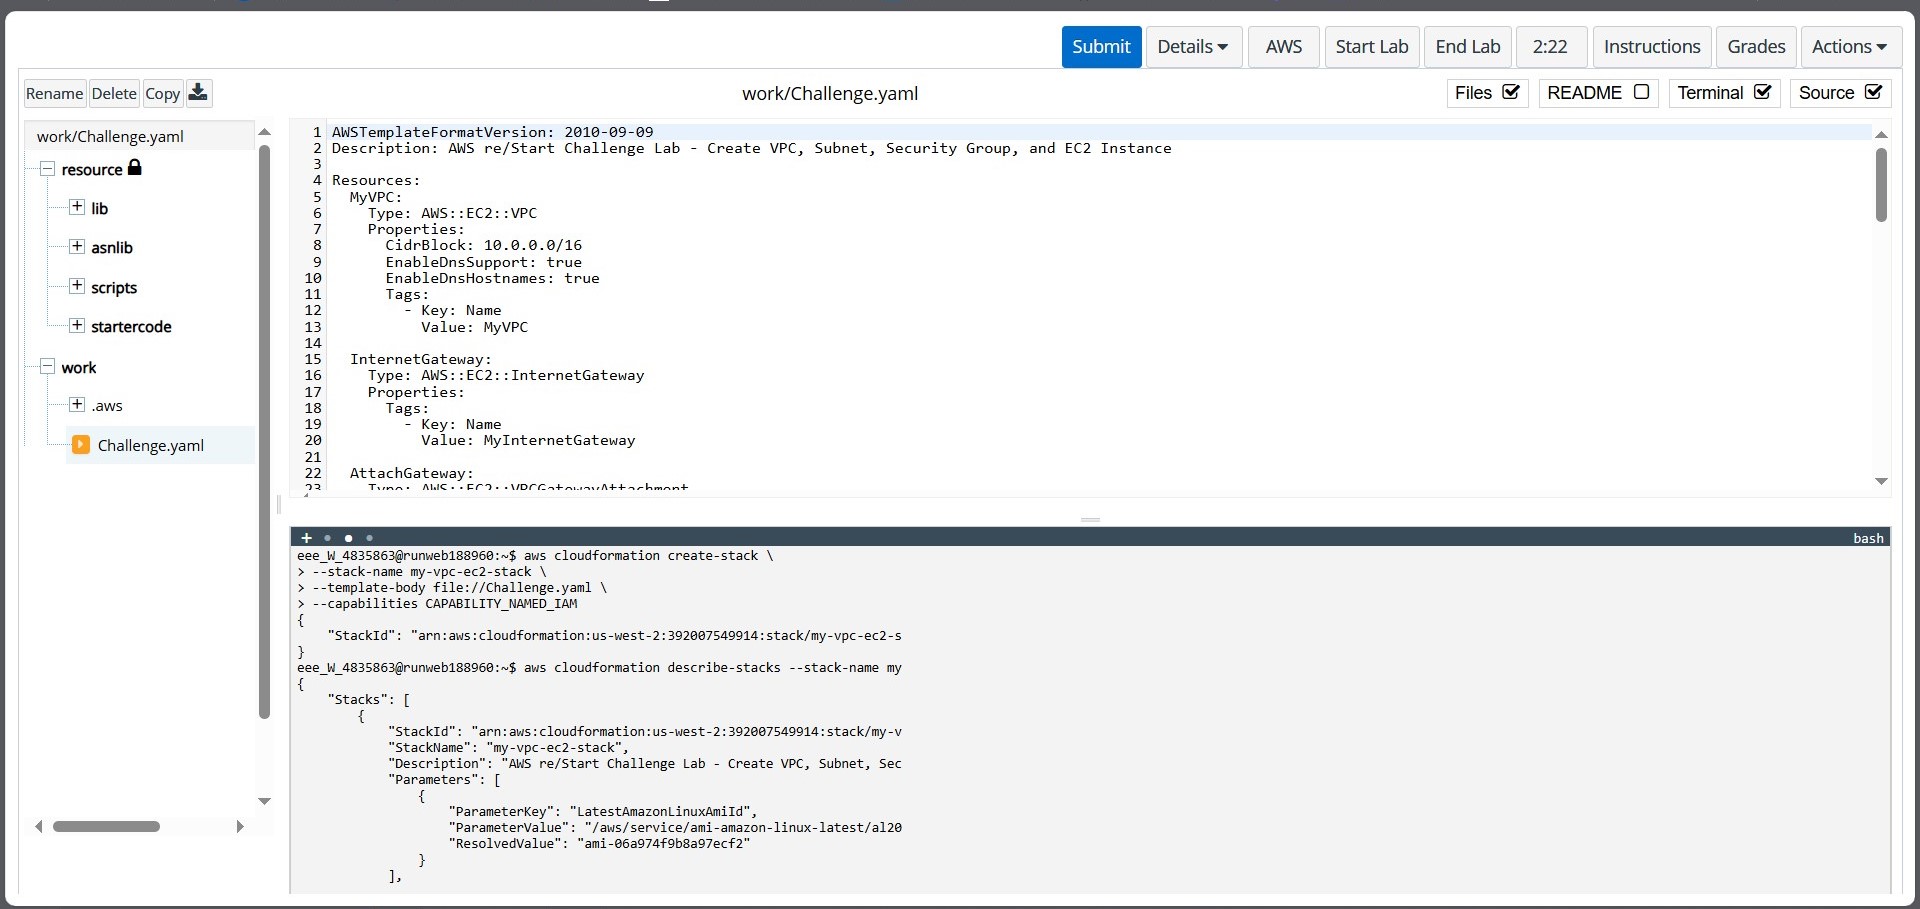 Submit Details AWS Start Lab End Lab 2:22 Instructions Grades Actions
Rename Delete Copy
work/Challenge.yaml
Files README Terminal Source
work/Challenge.yaml
resource
lib
asnlib
scripts
startercode
work
.aws
Challenge.yaml
1 AWSTemplateFormatVersion: 2010-09-09
2 Description: AWS re/Start Challenge Lab - Create VPC, Subnet, Security Group, and EC2 Instance
3
4 Resources:
5 MyVPC:
6 Type: AWS::EC2::VPC
7 Properties:
8 CidrBlock: 10.0.0.0/16
9 EnableDnsSupport: true
10 EnableDnsHostnames: true
11 Tags:
12 - Key: Name
13 Value: MyVPC
14
15 InternetGateway:
16 Type: AWS::EC2::InternetGateway
17 Properties:
18 Tags:
19 - Key: Name
20 Value: MyInternetGateway
21
22 AttachGateway:
23 Type: AWS::EC2::VPCGatewayAttachment
+ bash
eee_W_4835863@runweb188960:~$ aws cloudformation create-stack \
> --stack-name my-vpc-ec2-stack \
> --template-body file://Challenge.yaml \
> --capabilities CAPABILITY_NAMED_IAM
{
"StackId": "arn:aws:cloudformation:us-west-2:392007549914:stack/my-vpc-ec2-s
}
eee_W_4835863@runweb188960:~$ aws cloudformation describe-stacks --stack-name my
{
"Stacks": [
{
"StackId": "arn:aws:cloudformation:us-west-2:392007549914:stack/my-v
"StackName": "my-vpc-ec2-stack",
"Description": "AWS re/Start Challenge Lab - Create VPC, Subnet, Sec
"Parameters": [
{
"ParameterKey": "LatestAmazonLinuxAmiId",
"ParameterValue": "/aws/service/ami-amazon-linux-latest/al20
"ResolvedValue": "ami-06a974f9b8a97ecf2"
}
],